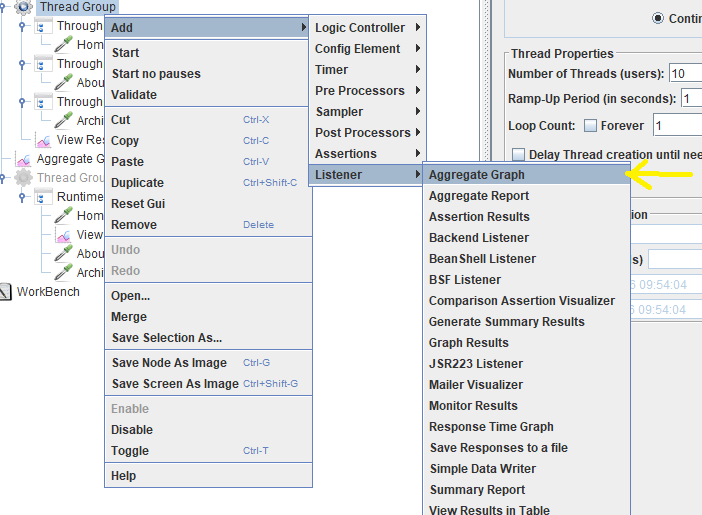 Thread Group
Through
Hom
Through
Abou
Through
Archi
View Res
Aggregate G
Thread Group
Runtime
Hom
View
Abou
Archi
WorkBench
Add
Start
Start no pauses
Validate
Cut Ctrl-X
Copy Ctrl-C
Paste Ctrl-V
Duplicate Ctrl+Shift-C
Reset Gui
Remove Delete
Undo
Redo
Open...
Merge
Save Selection As...
Save Node As Image Ctrl-G
Save Screen As Image Ctrl+Shift-G
Enable
Disable
Toggle Ctrl-T
Help
Logic Controller
Config Element
Timer
Pre Processors
Sampler
Post Processors
Assertions
Listener
Aggregate Graph
Aggregate Report
Assertion Results
Backend Listener
BeanShell Listener
BSF Listener
Comparison Assertion Visualizer
Generate Summary Results
Graph Results
JSR223 Listener
Mailer Visualizer
Monitor Results
Response Time Graph
Save Responses to a file
Simple Data Writer
Summary Report
View Results in Table
Contin
Thread Properties
Number of Threads (users): 10
Ramp-Up Period (in seconds): 1
Loop Count: Forever 1
Delay Thread creation until nee
ion
s)
6 09:54:04
6 09:54:04